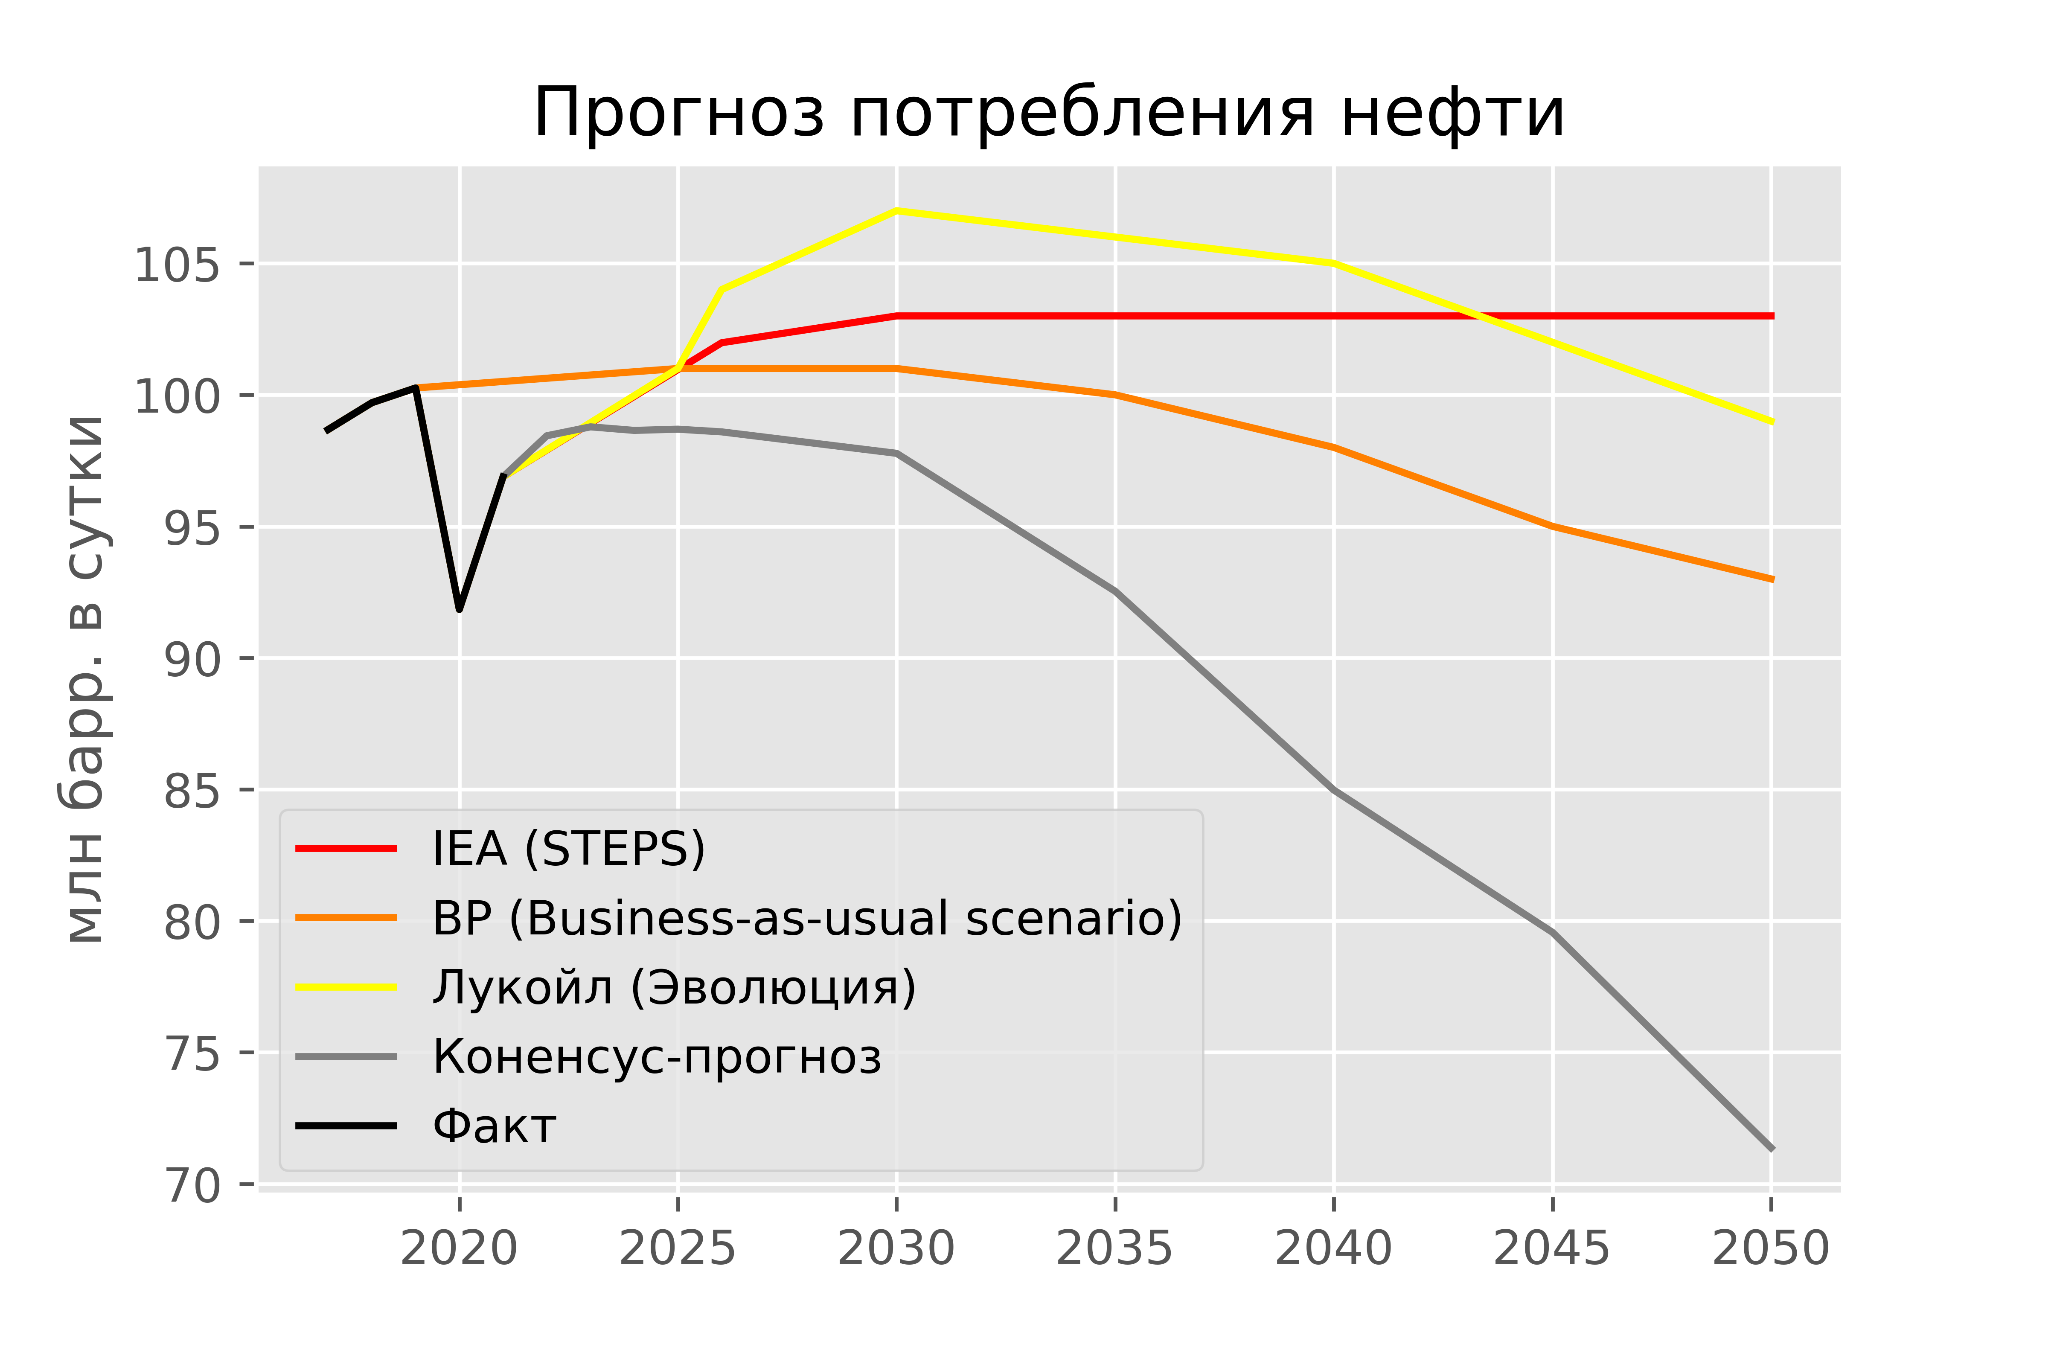 Прогноз потребления нефти
млн барр. в сутки
105
100
95
90
85
80
75
70
IEA (STEPS)
BP (Business-as-usual scenario)
Лукойл (Эволюция)
Коненсус-прогноз
Факт
2020 2025 2030 2035 2040 2045 2050